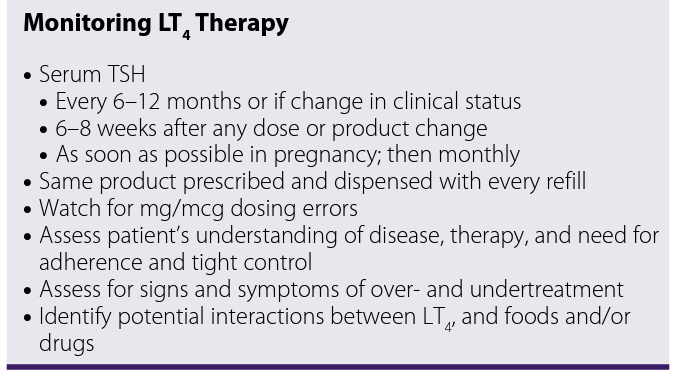 Monitoring LT4 Therapy
• Serum TSH
• Every 6–12 months or if change in clinical status
• 6–8 weeks after any dose or product change
• As soon as possible in pregnancy; then monthly
• Same product prescribed and dispensed with every refill
• Watch for mg/mcg dosing errors
• Assess patient’s understanding of disease, therapy, and need for
adherence and tight control
• Assess for signs and symptoms of over- and undertreatment
• Identify potential interactions between LT4, and foods and/or
drugs